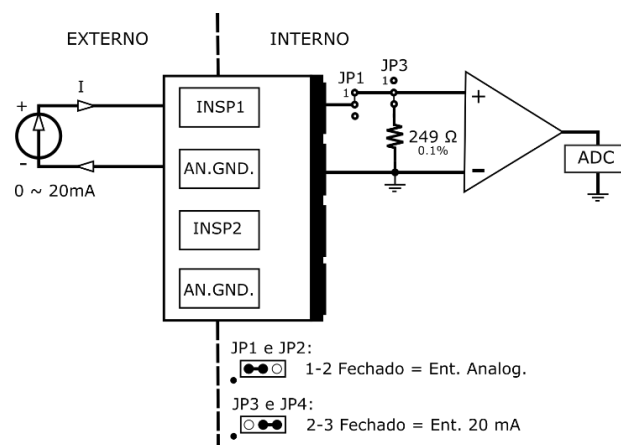 EXTERNO
INTERNO
I
+
-
0 ~ 20mA
INSP1
AN.GND.
INSP2
AN.GND.
JP1
1
JP3
1
249 Ω
0.1%
+
-
ADC
JP1 e JP2:
1-2 Fechado = Ent. Analog.
JP3 e JP4:
2-3 Fechado = Ent. 20 mA